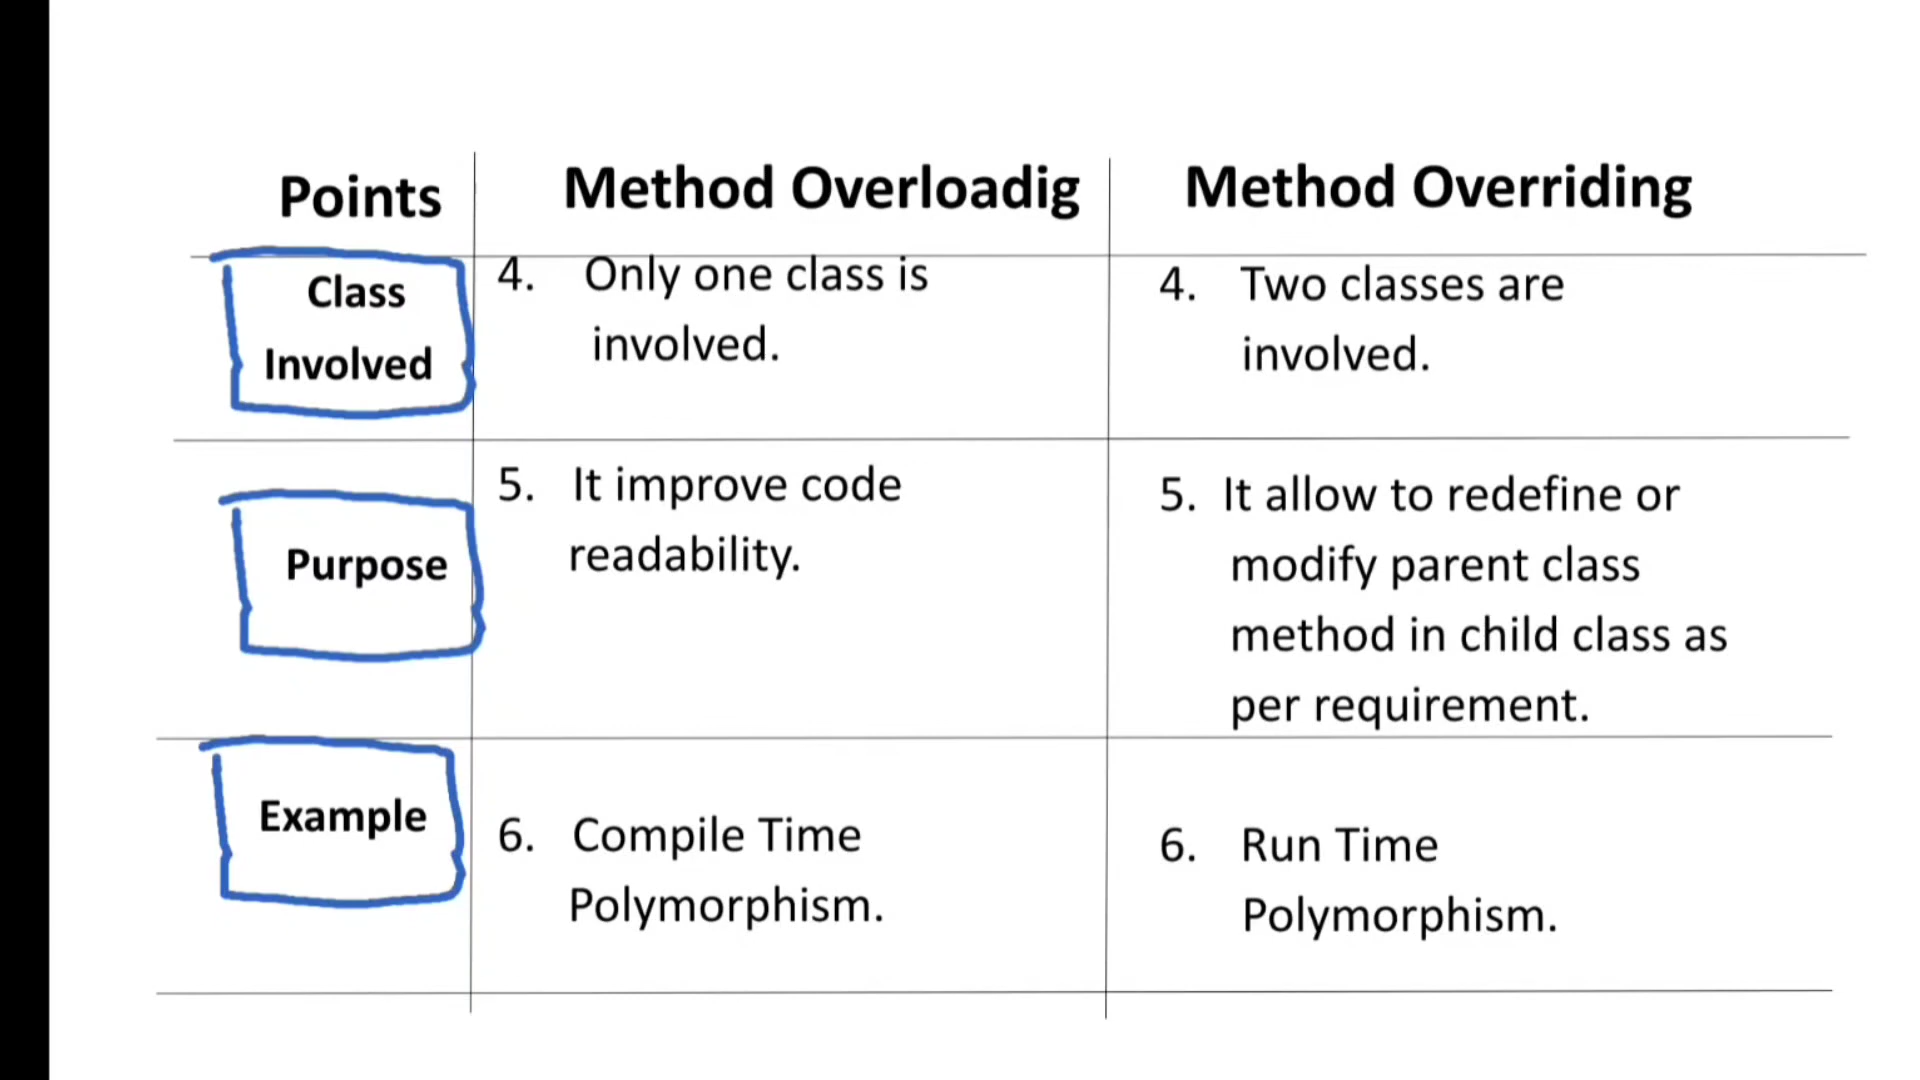 Points Method Overloadig Method Overriding
Class
Involved
4. Only one class is
involved.
4. Two classes are
involved.
Purpose
5. It improve code
readability.
5. It allow to redefine or
modify parent class
method in child class as
per requirement.
Example
6. Compile Time
Polymorphism.
6. Run Time
Polymorphism.